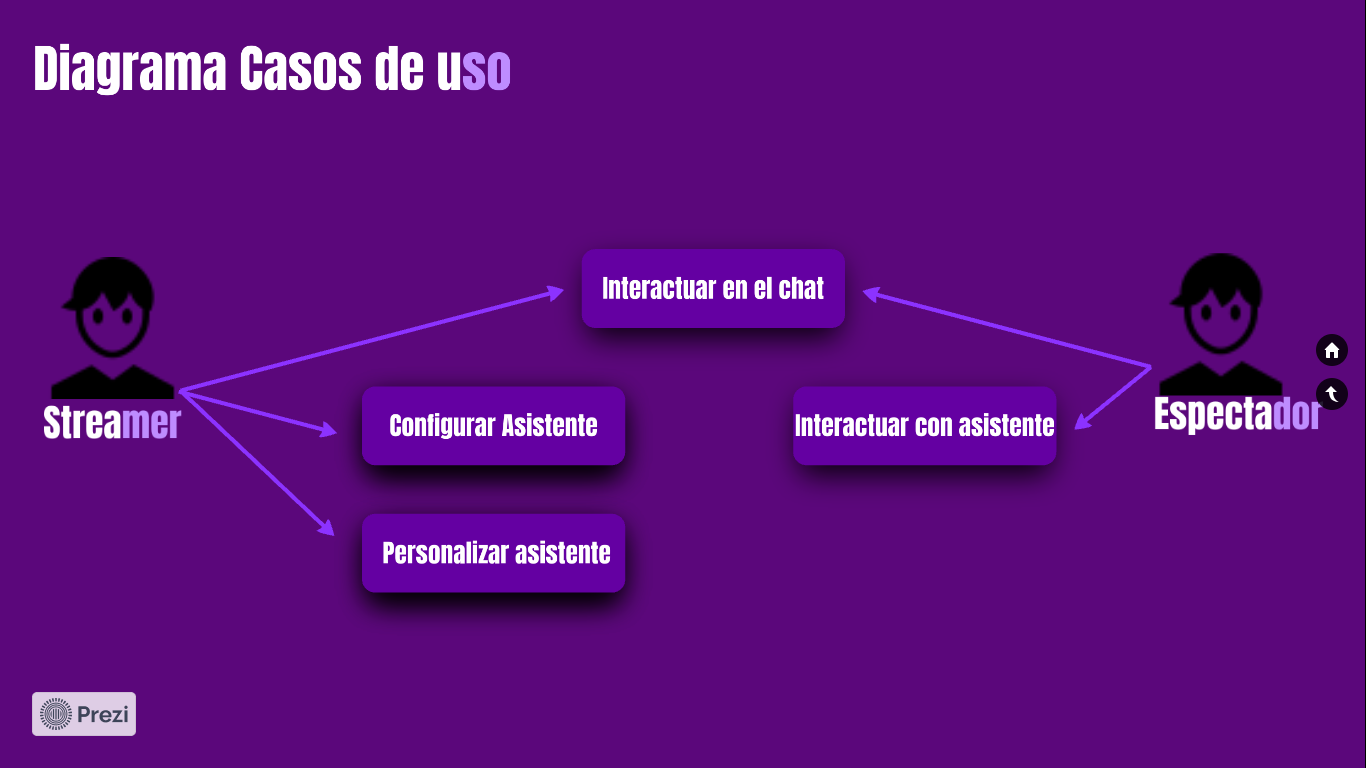 Diagrama Casos de uso
Interactuar en el chat
Streamer
Configurar Asistente
Interactuar con asistente
Espectador
Personalizar asistente
Prezi